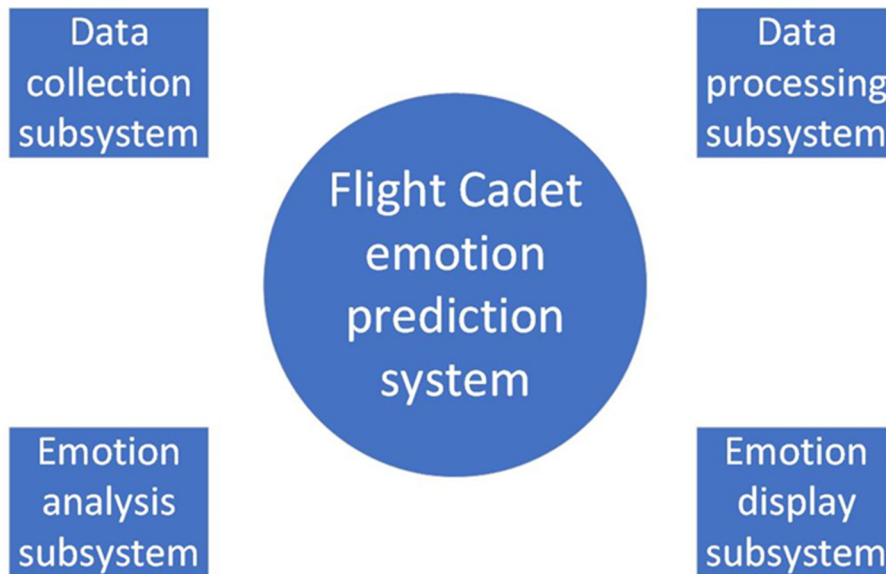 Data
collection
subsystem
Data
processing
subsystem
Flight Cadet
emotion
prediction
system
Emotion
analysis
subsystem
Emotion
display
subsystem